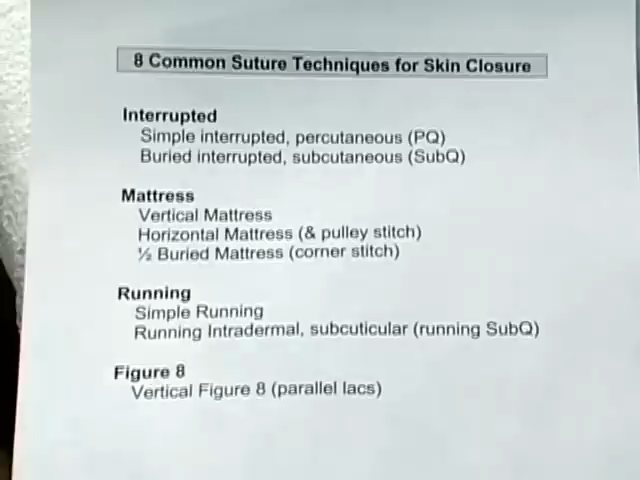 8 Common Suture Techniques for Skin Closure
Interrupted
Simple interrupted, percutaneous (PQ)
Buried interrupted, subcutaneous (SubQ)
Mattress
Vertical Mattress
Horizontal Mattress (& pulley stitch)
½ Buried Mattress (corner stitch)
Running
Simple Running
Running Intradermal, subcuticular (running SubQ)
Figure 8
Vertical Figure 8 (parallel lacs)